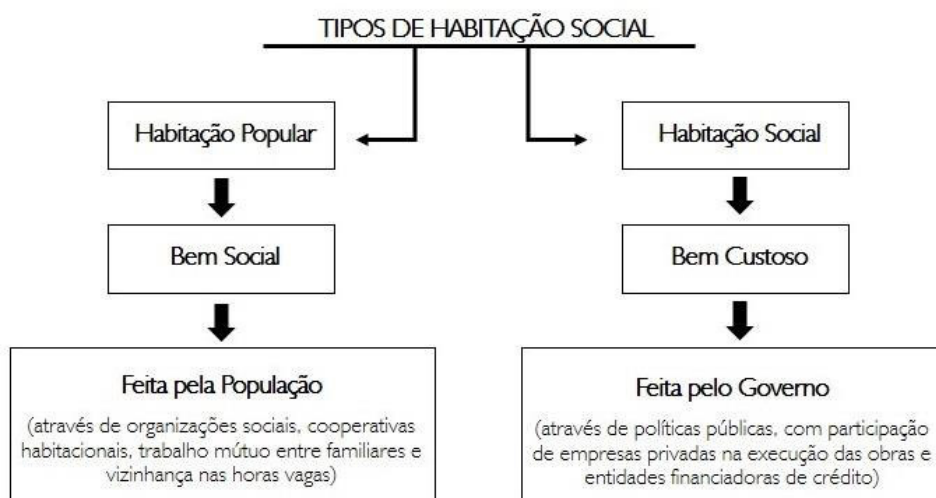 TIPOS DE HABITAÇÃO SOCIAL
Habitação Popular
Bem Social
Feita pela População
(através de organizações sociais, cooperativas
habitacionais, trabalho mútuo entre familiares e
vizinhança nas horas vagas)
Habitação Social
Bem Custoso
Feita pelo Governo
(através de políticas públicas, com participação
de empresas privadas na execução das obras e
entidades financiadoras de crédito)